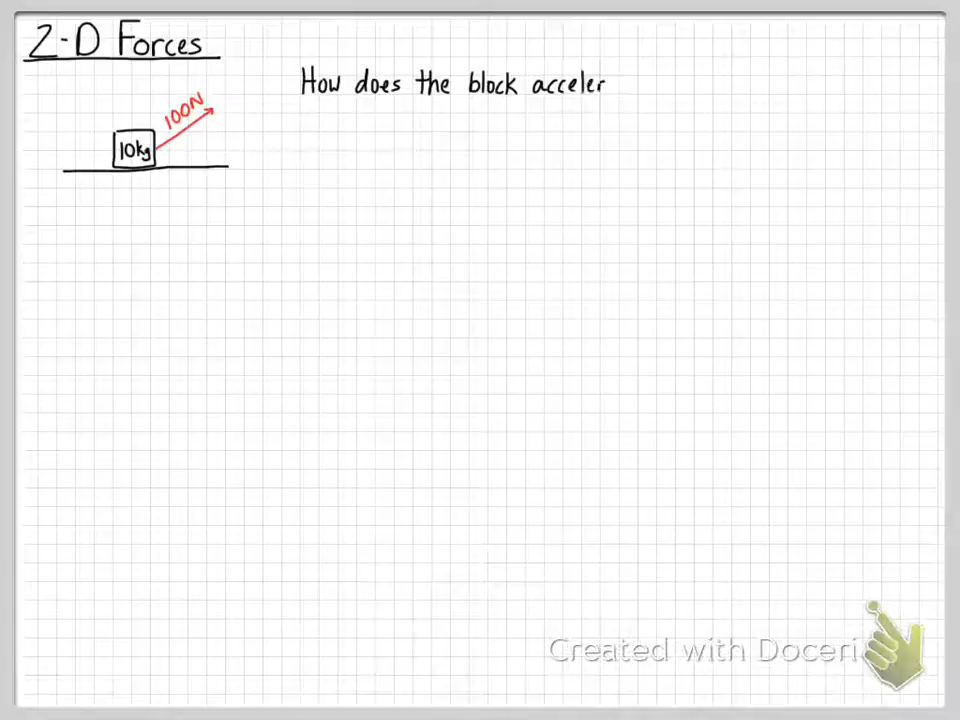 2-D Forces
How does the block acceler
100N
10kg
Created with Doceri